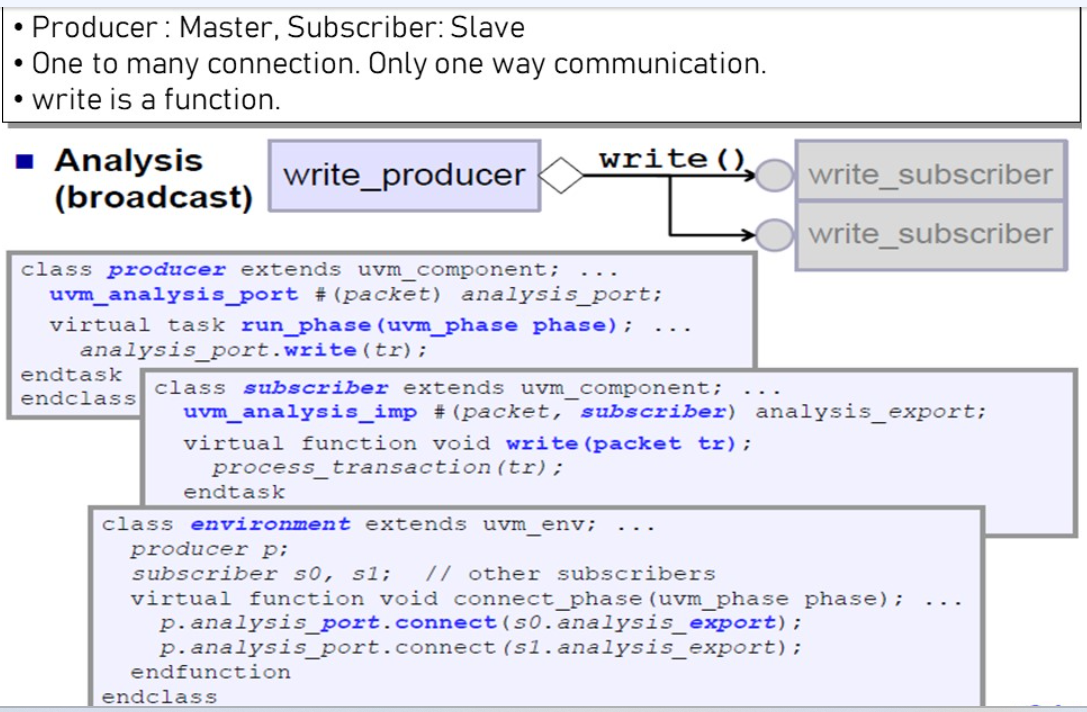 • Producer : Master, Subscriber: Slave
• One to many connection. Only one way communication.
• write is a function.
■ Analysis
(broadcast)
write_producer
write()
write_subscriber
write_subscriber
class producer extends uvm_component; ...
uvm_analysis_port #(packet) analysis_port;
virtual task run_phase(uvm_phase phase); ...
analysis_port.write(tr);
endtask
endclass
class subscriber extends uvm_component; ...
uvm_analysis_imp #(packet, subscriber) analysis_export;
virtual function void write(packet tr);
process_transaction(tr);
endtask
class environment extends uvm_env; ...
producer p;
subscriber s0, s1; // other subscribers
virtual function void connect_phase(uvm_phase phase); ...
p.analysis_port.connect(s0.analysis_export);
p.analysis_port.connect(s1.analysis_export);
endfunction
endclass